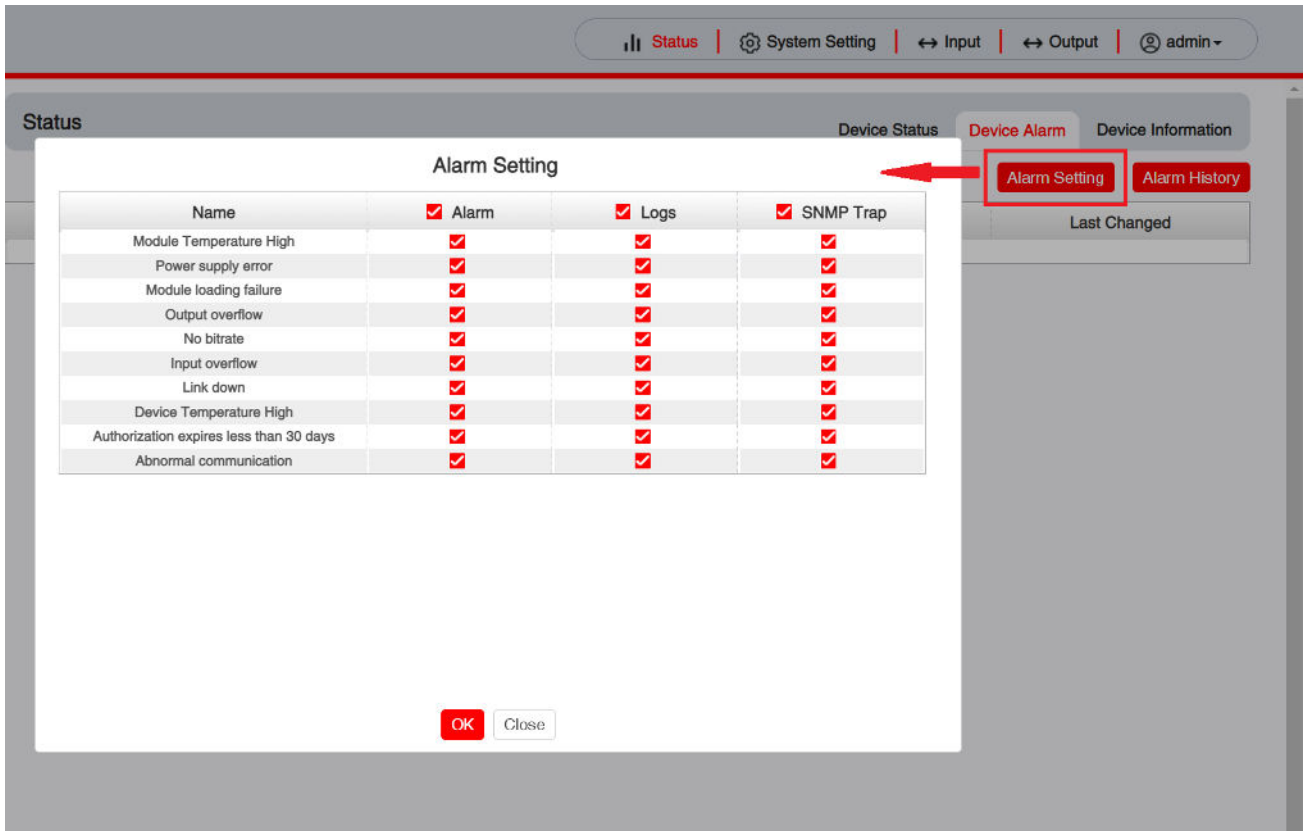 Status System Setting Input Output admin
Status
Device Status Device Alarm Device Information
Alarm Setting
Alarm Setting Alarm History
Name Alarm Logs SNMP Trap
Last Changed
Module Temperature High
Power supply error
Module loading failure
Output overflow
No bitrate
Input overflow
Link down
Device Temperature High
Authorization expires less than 30 days
Abnormal communication
OK Close